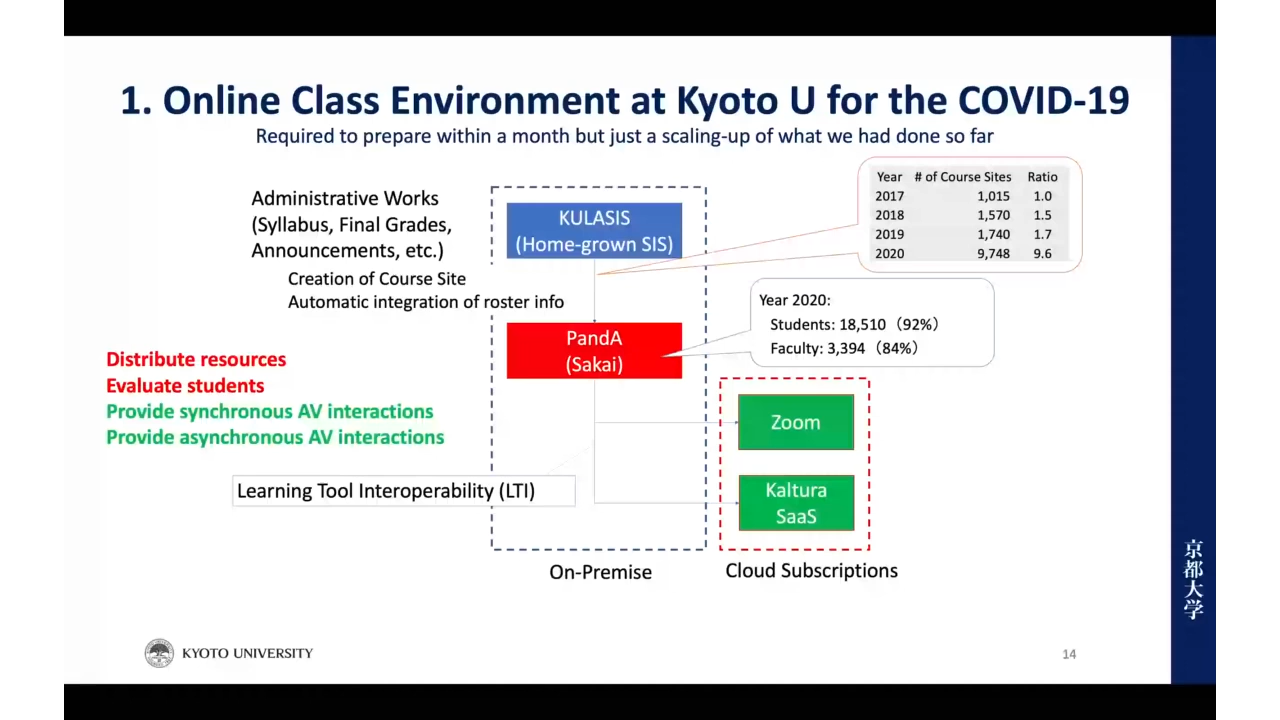 1. Online Class Environment at Kyoto U for the COVID-19
Required to prepare within a month but just a scaling-up of what we had done so far
Administrative Works
(Syllabus, Final Grades,
Announcements, etc.)
Creation of Course Site
Automatic integration of roster info
KULASIS
(Home-grown SIS)
Year # of Course Sites Ratio
2017 1,015 1.0
2018 1,570 1.5
2019 1,740 1.7
2020 9,748 9.6
PandA
(Sakai)
Year 2020:
Students: 18,510（92%）
Faculty: 3,394（84%）
Distribute resources
Evaluate students
Provide synchronous AV interactions
Provide asynchronous AV interactions
Zoom
Kaltura
SaaS
Learning Tool Interoperability (LTI)
On-Premise
Cloud Subscriptions
京都大学
KYOTO UNIVERSITY
14